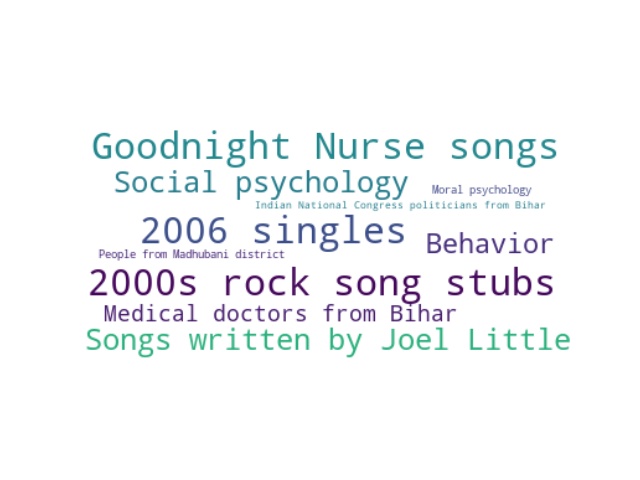 Goodnight Nurse songs
Social psychology
Moral psychology
Indian National Congress politicians from Bihar
2006 singles
Behavior
People from Madhubani district
2000s rock song stubs
Medical doctors from Bihar
Songs written by Joel Little